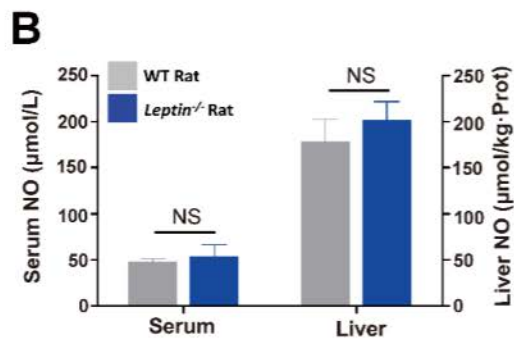 B
WT Rat
Leptin-/- Rat
Serum NO (μmol/L)
250
200
150
100
50
0
NS
NS
250
200
150
100
50
0
Liver NO (μmol/kg·Prot)
Serum
Liver